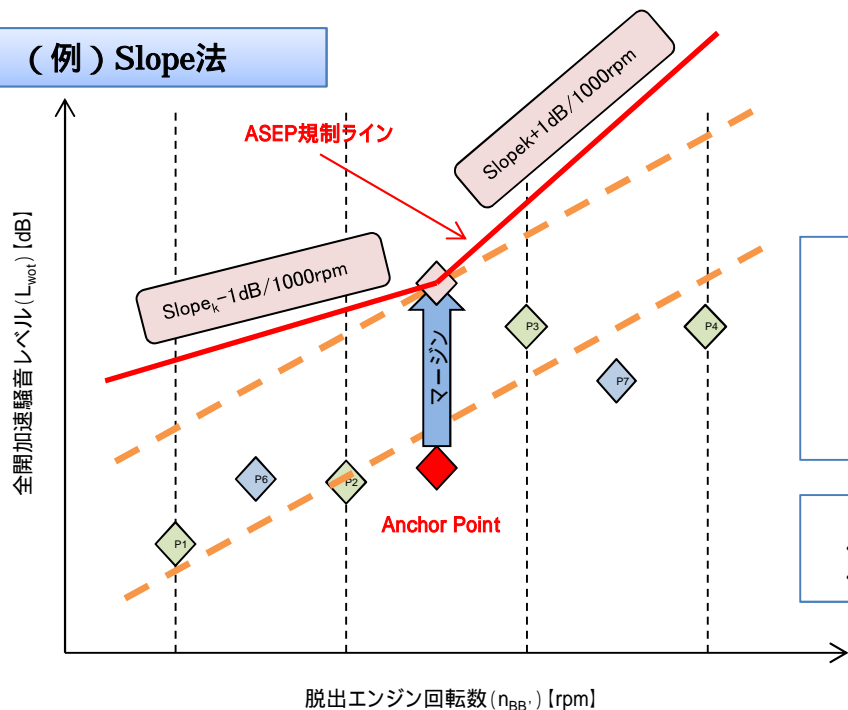 （例）Slope法
ASEP規制ライン
Slopek+1dB/1000rpm
Slopeₖ−1dB/1000rpm
マージン
P3
P4
P7
P6
P2
P1
Anchor Point
全開加速騒音レベル(Lwot)【dB】
脱出エンジン回転数(nBB')【rpm】